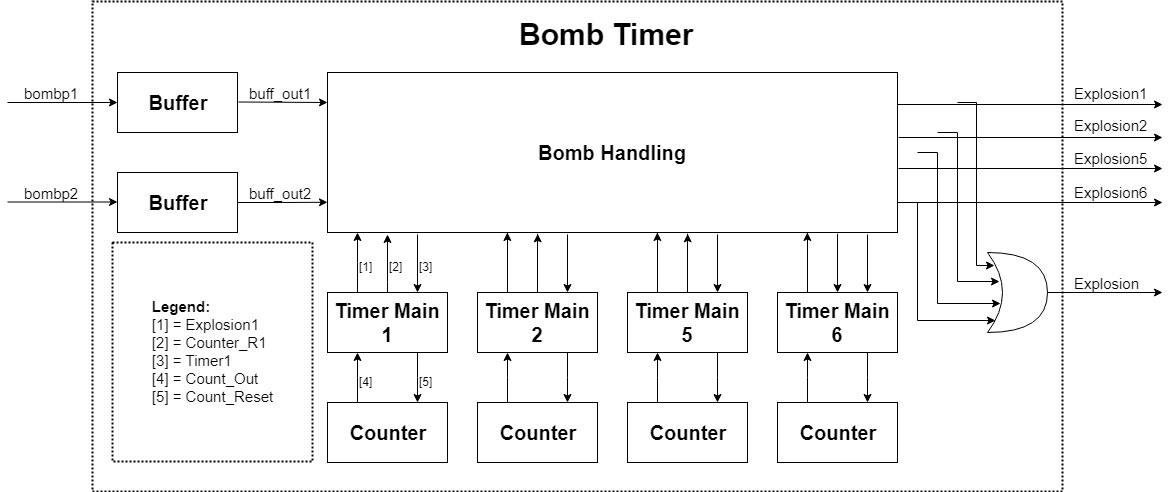 Bomb Timer
bombp1
Buffer
buff_out1
Bomb Handling
Explosion1
Explosion2
Explosion5
Explosion6
bombp2
Buffer
buff_out2
[1]
[2]
[3]
Explosion
Legend:
[1] = Explosion1
[2] = Counter_R1
[3] = Timer1
[4] = Count_Out
[5] = Count_Reset
Timer Main
1
Timer Main
2
Timer Main
5
Timer Main
6
[4]
[5]
Counter
Counter
Counter
Counter